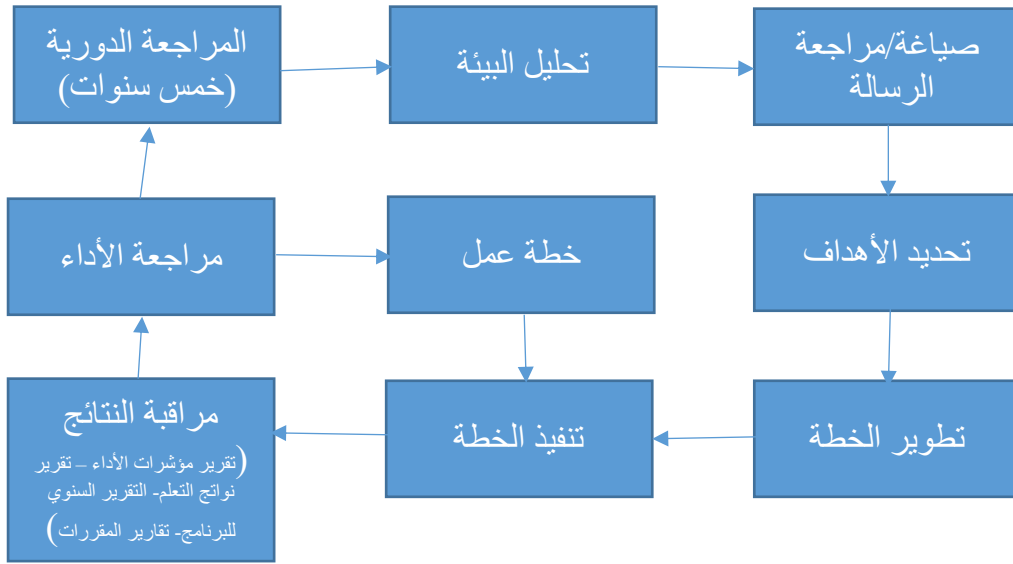 المراجعة الدورية
(خمس سنوات)
تحليل البيئة
صياغة/مراجعة
الرسالة
مراجعة الأداء
خطة عمل
تحديد الأهداف
مراقبة النتائج
(تقرير مؤشرات الأداء – تقرير
نواتج التعلم- التقرير السنوي
للبرنامج- تقارير المقررات)
تنفيذ الخطة
تطوير الخطة